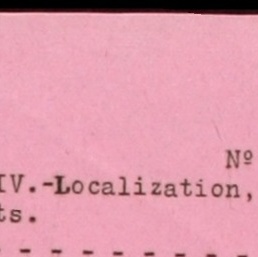 Nº
IV.-Localization,
ts.
- - - - - - - - -